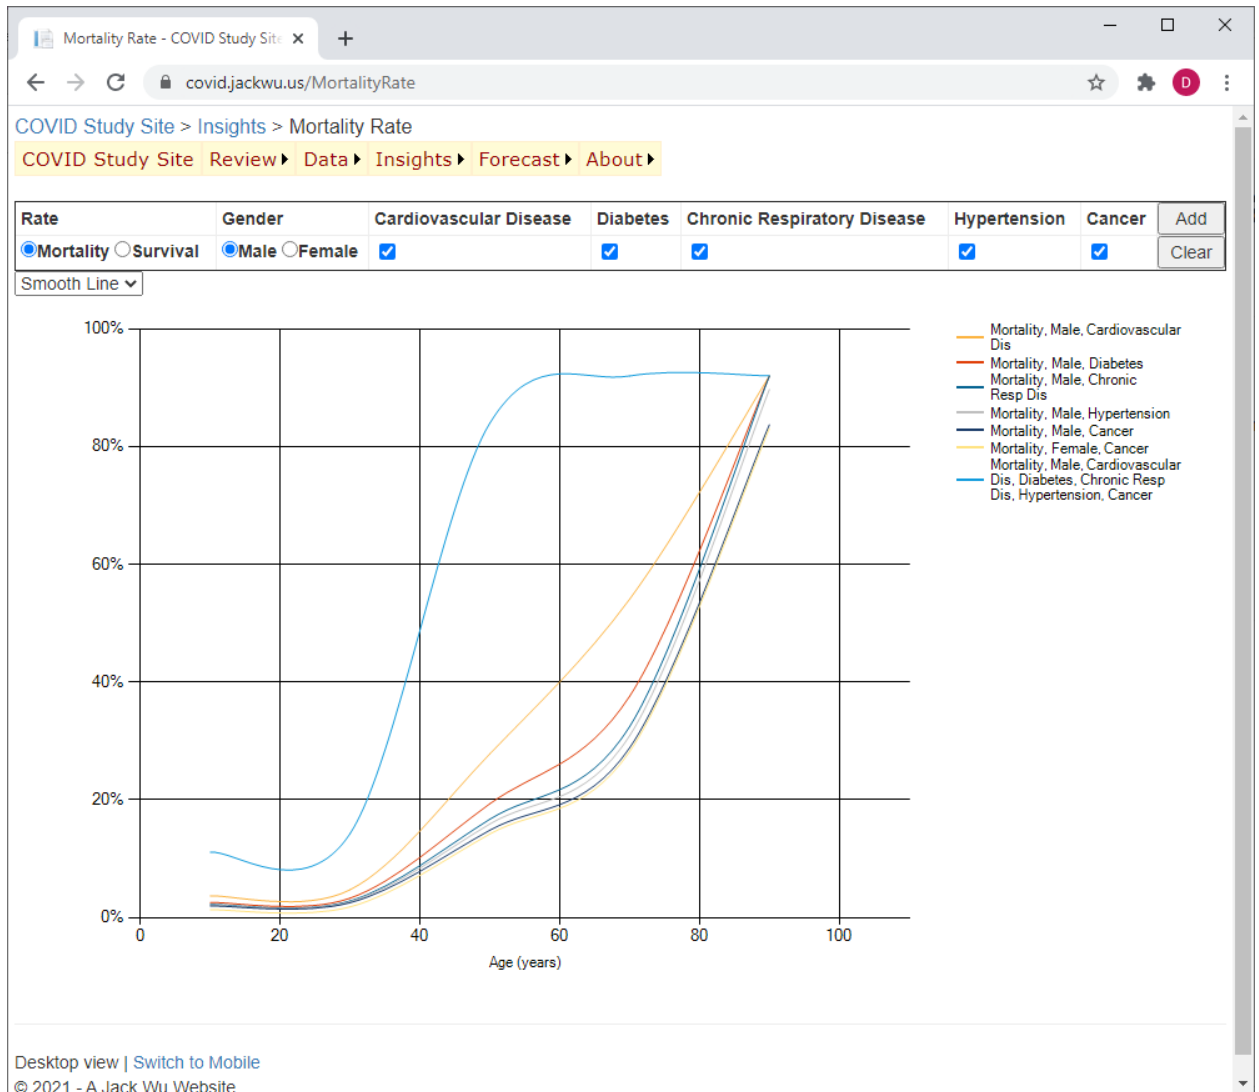 Mortality Rate - COVID Study Site
covid.jackwu.us/MortalityRate
D
COVID Study Site > Insights > Mortality Rate
COVID Study Site Review Data Insights Forecast About
Rate Gender Cardiovascular Disease Diabetes Chronic Respiratory Disease Hypertension Cancer Add
Mortality Survival Male Female Clear
Smooth Line
100%
80%
60%
40%
20%
0%
0 20 40 60 80 100
Age (years)
Mortality, Male, Cardiovascular
Dis
Mortality, Male, Diabetes
Mortality, Male, Chronic
Resp Dis
Mortality, Male, Hypertension
Mortality, Male, Cancer
Mortality, Female, Cancer
Mortality, Male, Cardiovascular
Dis, Diabetes, Chronic Resp
Dis, Hypertension, Cancer
Desktop view | Switch to Mobile
© 2021 - A Jack Wu Website